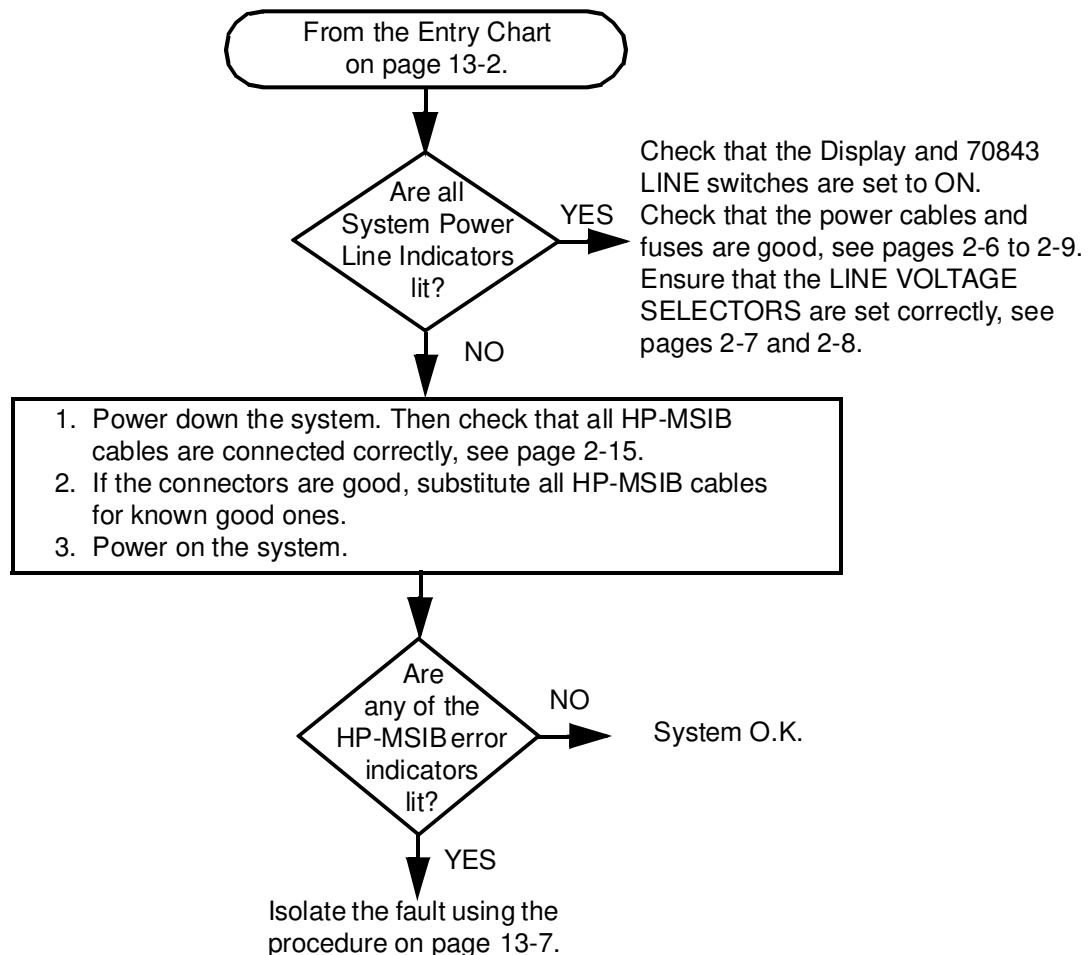 From the Entry Chart
on page 13-2.
Are all
System Power
Line Indicators
lit?
YES
Check that the Display and 70843
LINE switches are set to ON.
Check that the power cables and
fuses are good, see pages 2-6 to 2-9.
Ensure that the LINE VOLTAGE
SELECTORS are set correctly, see
pages 2-7 and 2-8.
NO
1. Power down the system. Then check that all HP-MSIB
cables are connected correctly, see page 2-15.
2. If the connectors are good, substitute all HP-MSIB cables
for known good ones.
3. Power on the system.
Are
any of the
HP-MSIB error
indicators
lit?
NO
System O.K.
YES
Isolate the fault using the
procedure on page 13-7.